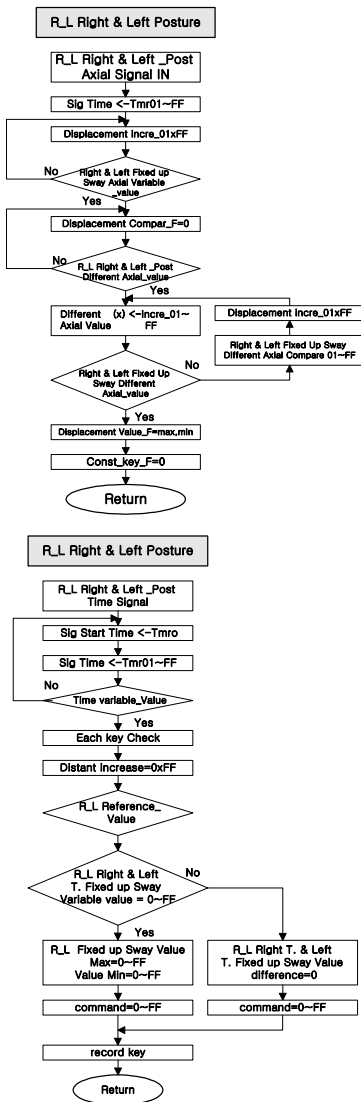 R_L Right & Left Posture
R_L Right & Left _Post
Axial Signal IN
Sig Time <-Tmr01~FF
Displacement incre_01xFF
No
Right & Left Fixed up
Sway Axial Variable
_value
Yes
Displacement Compar_F=0
No
R_L Right & Left _Post
Different Axial_value
Yes
Different (x) <-Incre_01~
Axial Value FF
Displacement incre_01xFF
Right & Left Fixed Up Sway
Different Axial Compare 01~FF
Right & Left Fixed Up
Sway Different
Axial_value
No
Yes
Displacement Value_F=max,min
Const_key_F=0
Return
R_L Right & Left Posture
R_L Right & Left _Post
Time Signal
Sig Start Time <-Tmro
Sig Time <-Tmr01~FF
No
Time variable_Value
Yes
Each key Check
Distant increase=0xFF
R_L Reference_
Value
R_L Right & Left
T. Fixed up Sway
Variable value = 0~FF
No
Yes
R_L Fixed up Sway Value
Max=0~FF
Value Min=0~FF
R_L Right T. & Left
T. Fixed up Sway Value
difference=0
command=0~FF
command=0~FF
record key
Return